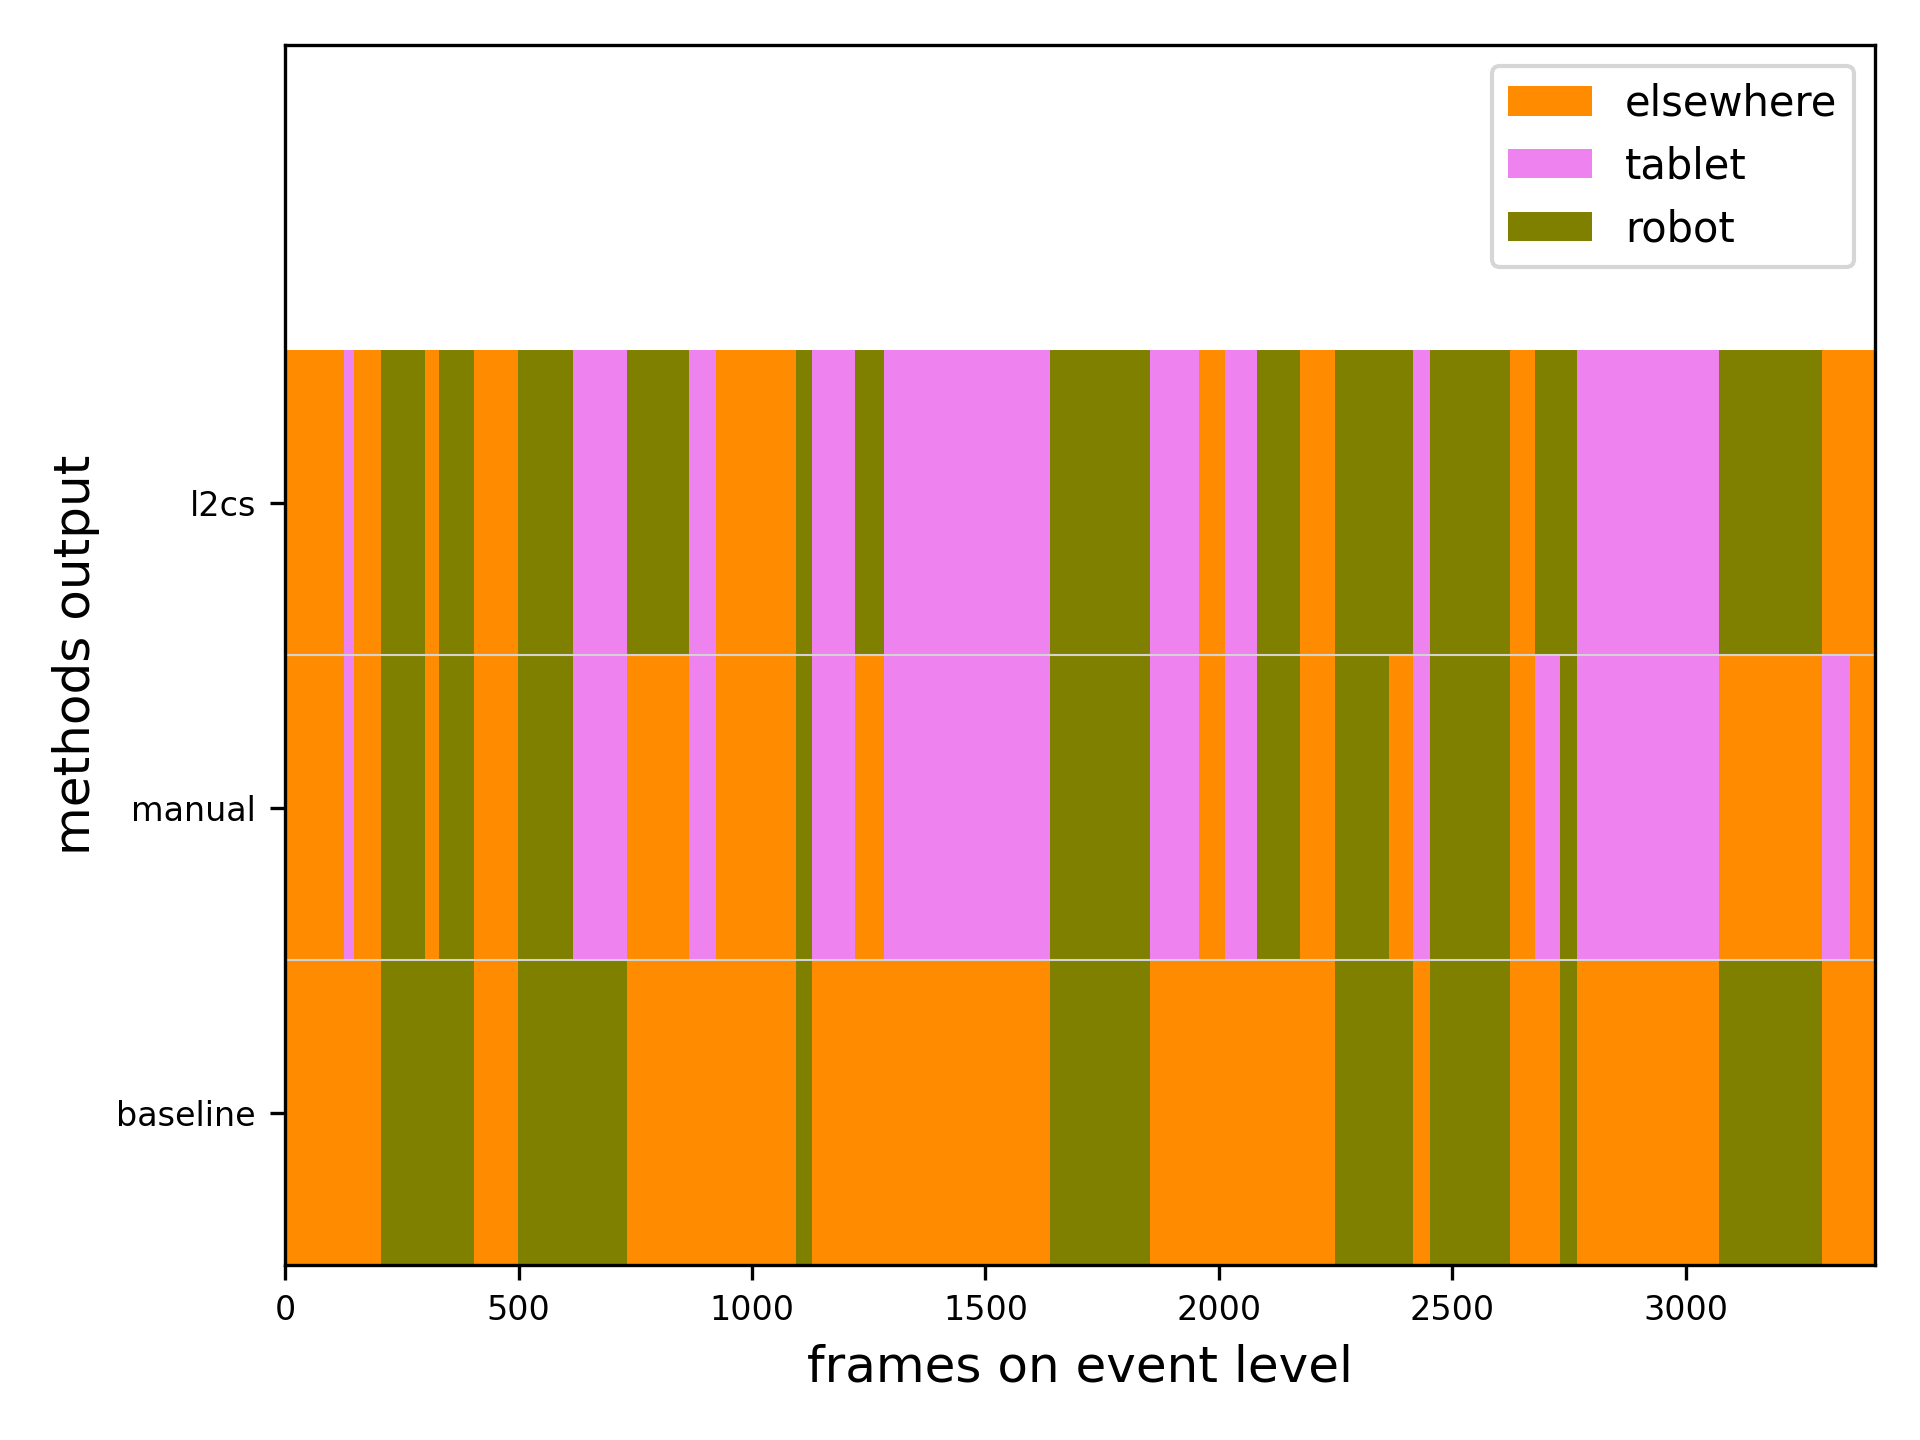 elsewhere
tablet
robot
methods output
l2cs
manual
baseline
0 500 1000 1500 2000 2500 3000
frames on event level